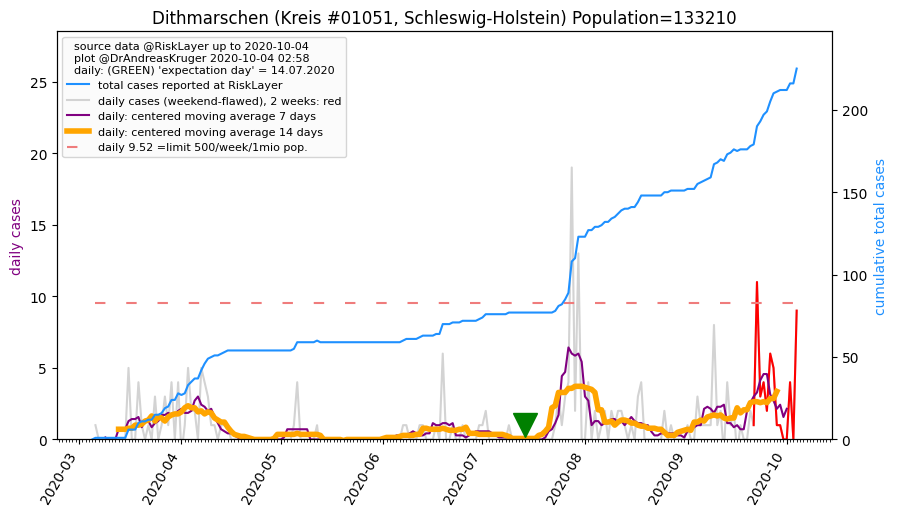 Dithmarschen (Kreis #01051, Schleswig-Holstein) Population=133210
source data @RiskLayer up to 2020-10-04
plot @DrAndreasKruger 2020-10-04 02:58
daily: (GREEN) 'expectation day' = 14.07.2020
total cases reported at RiskLayer
daily cases (weekend-flawed), 2 weeks: red
daily: centered moving average 7 days
daily: centered moving average 14 days
daily 9.52 =limit 500/week/1mio pop.
daily cases
25
20
15
10
5
0
cumulative total cases
200
150
100
50
0
2020-03
2020-04
2020-05
2020-06
2020-07
2020-08
2020-09
2020-10